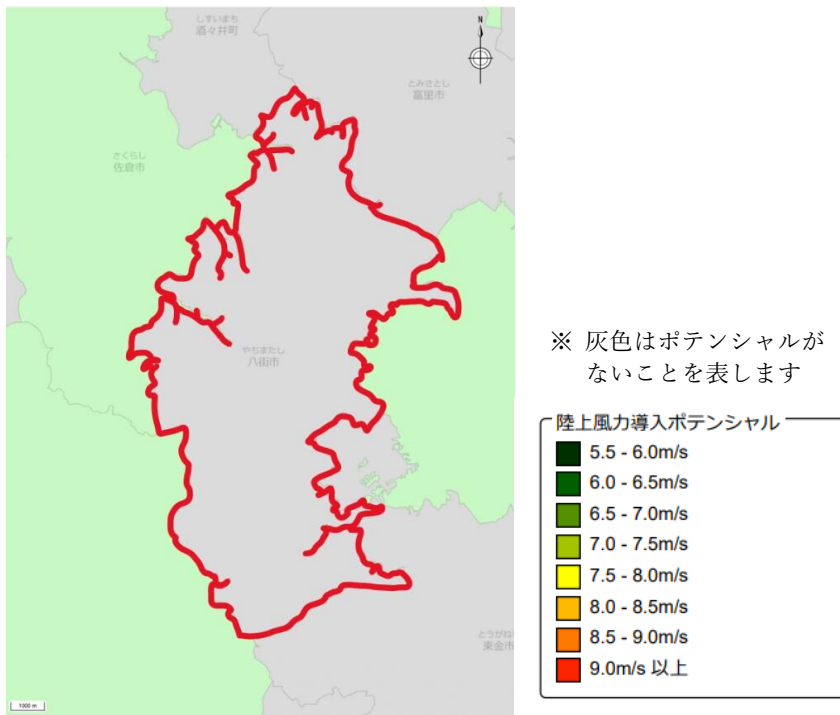 しすいまち
酒々井町
N
とみさとし
富里市
さくらし
佐倉市
やちまたし
八街市
※ 灰色はポテンシャルが
ないことを表します
陸上風力導入ポテンシャル
5.5 - 6.0m/s
6.0 - 6.5m/s
6.5 - 7.0m/s
7.0 - 7.5m/s
7.5 - 8.0m/s
8.0 - 8.5m/s
8.5 - 9.0m/s
9.0m/s 以上
とうがね
東金市
1000 m